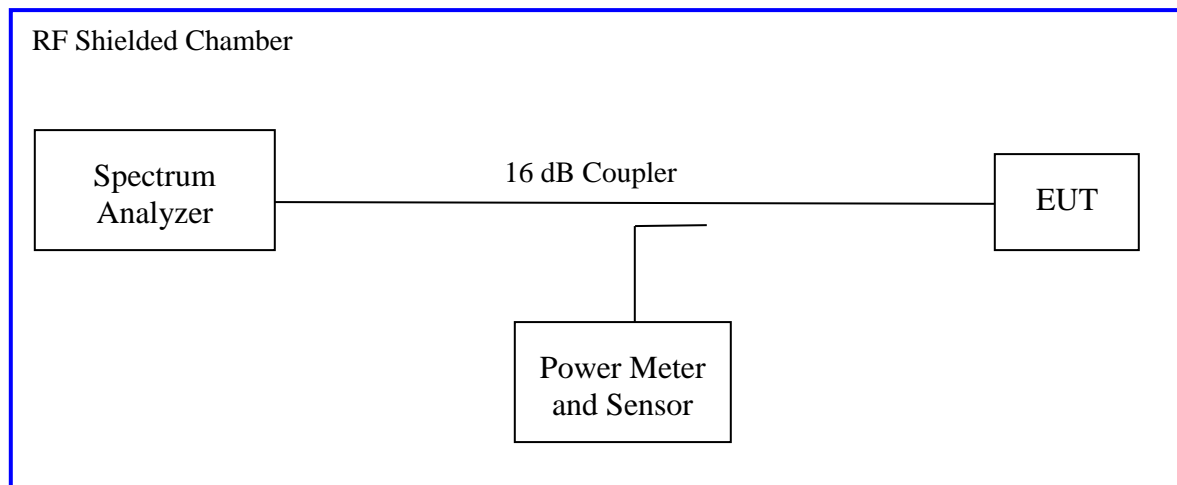 RF Shielded Chamber
Spectrum
Analyzer
16 dB Coupler
EUT
Power Meter
and Sensor